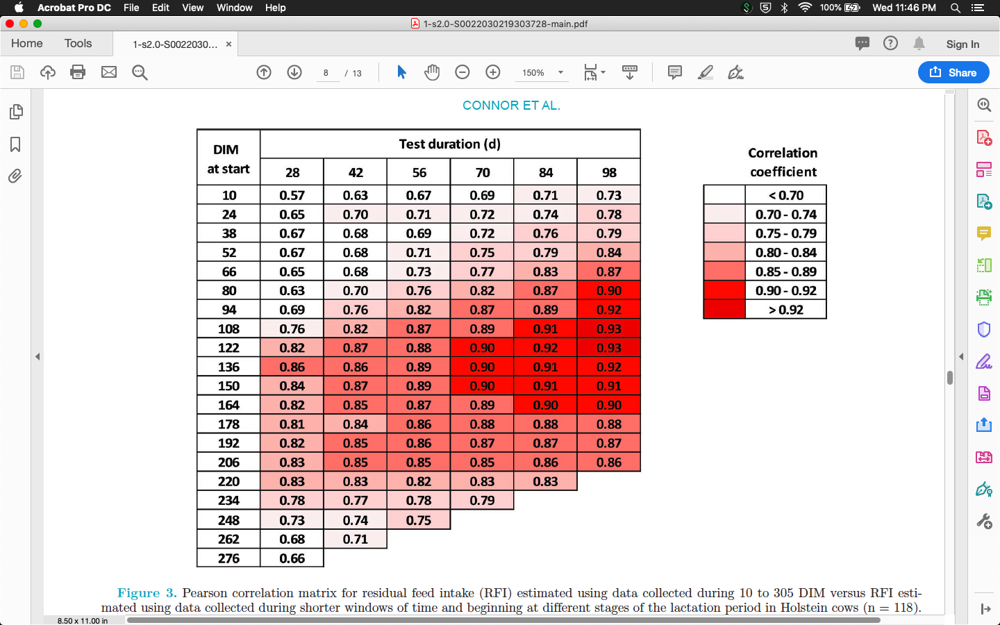 Acrobat Pro DC File Edit View Window Help 100% Wed 11:46 PM
1-s2.0-S0022030219303728-main.pdf
Home Tools 1-s2.0-S0022030... × Sign In
8 / 13 150% Share
CONNOR ET AL.
DIM at start Test duration (d)
28 42 56 70 84 98
10 0.57 0.63 0.67 0.69 0.71 0.73
24 0.65 0.70 0.71 0.72 0.74 0.78
38 0.67 0.68 0.69 0.72 0.76 0.79
52 0.67 0.68 0.71 0.75 0.79 0.84
66 0.65 0.68 0.73 0.77 0.83 0.87
80 0.63 0.70 0.76 0.82 0.87 0.90
94 0.69 0.76 0.82 0.87 0.89 0.92
108 0.76 0.82 0.87 0.89 0.91 0.93
122 0.82 0.87 0.88 0.90 0.92 0.93
136 0.86 0.86 0.89 0.90 0.91 0.92
150 0.84 0.87 0.89 0.90 0.91 0.91
164 0.82 0.85 0.87 0.89 0.90 0.90
178 0.81 0.84 0.86 0.88 0.88 0.88
192 0.82 0.85 0.86 0.87 0.87 0.87
206 0.83 0.85 0.85 0.85 0.86 0.86
220 0.83 0.83 0.82 0.83 0.83
234 0.78 0.77 0.78 0.79
248 0.73 0.74 0.75
262 0.68 0.71
276 0.66
Correlation
coefficient
< 0.70
0.70 - 0.74
0.75 - 0.79
0.80 - 0.84
0.85 - 0.89
0.90 - 0.92
> 0.92
Figure 3. Pearson correlation matrix for residual feed intake (RFI) estimated using data collected during 10 to 305 DIM versus RFI esti-
mated using data collected during shorter windows of time and beginning at different stages of the lactation period in Holstein cows (n = 118).
8.50 x 11.00 in